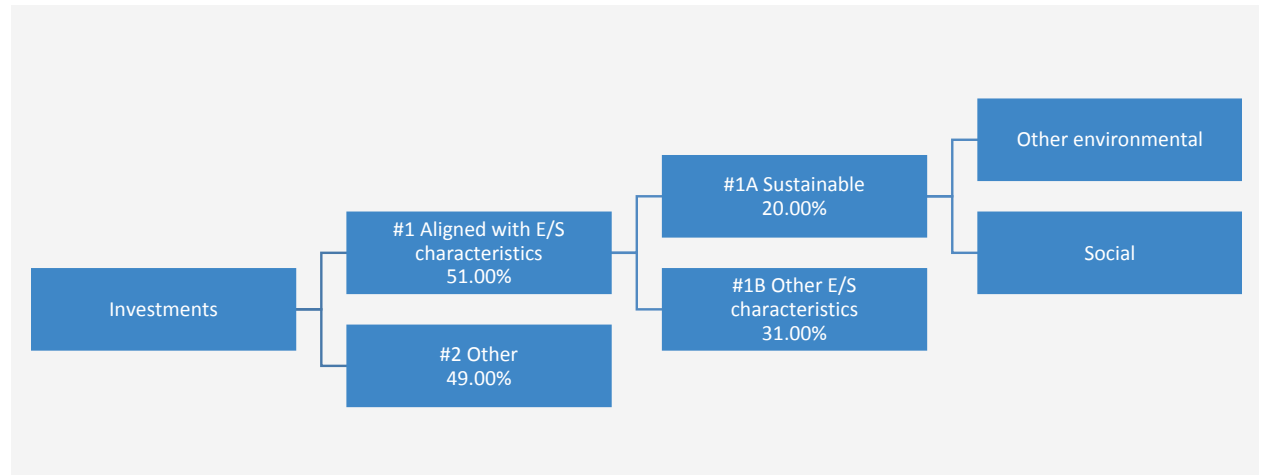 Investments
#1 Aligned with E/S
characteristics
51.00%
#2 Other
49.00%
#1A Sustainable
20.00%
#1B Other E/S
characteristics
31.00%
Other environmental
Social